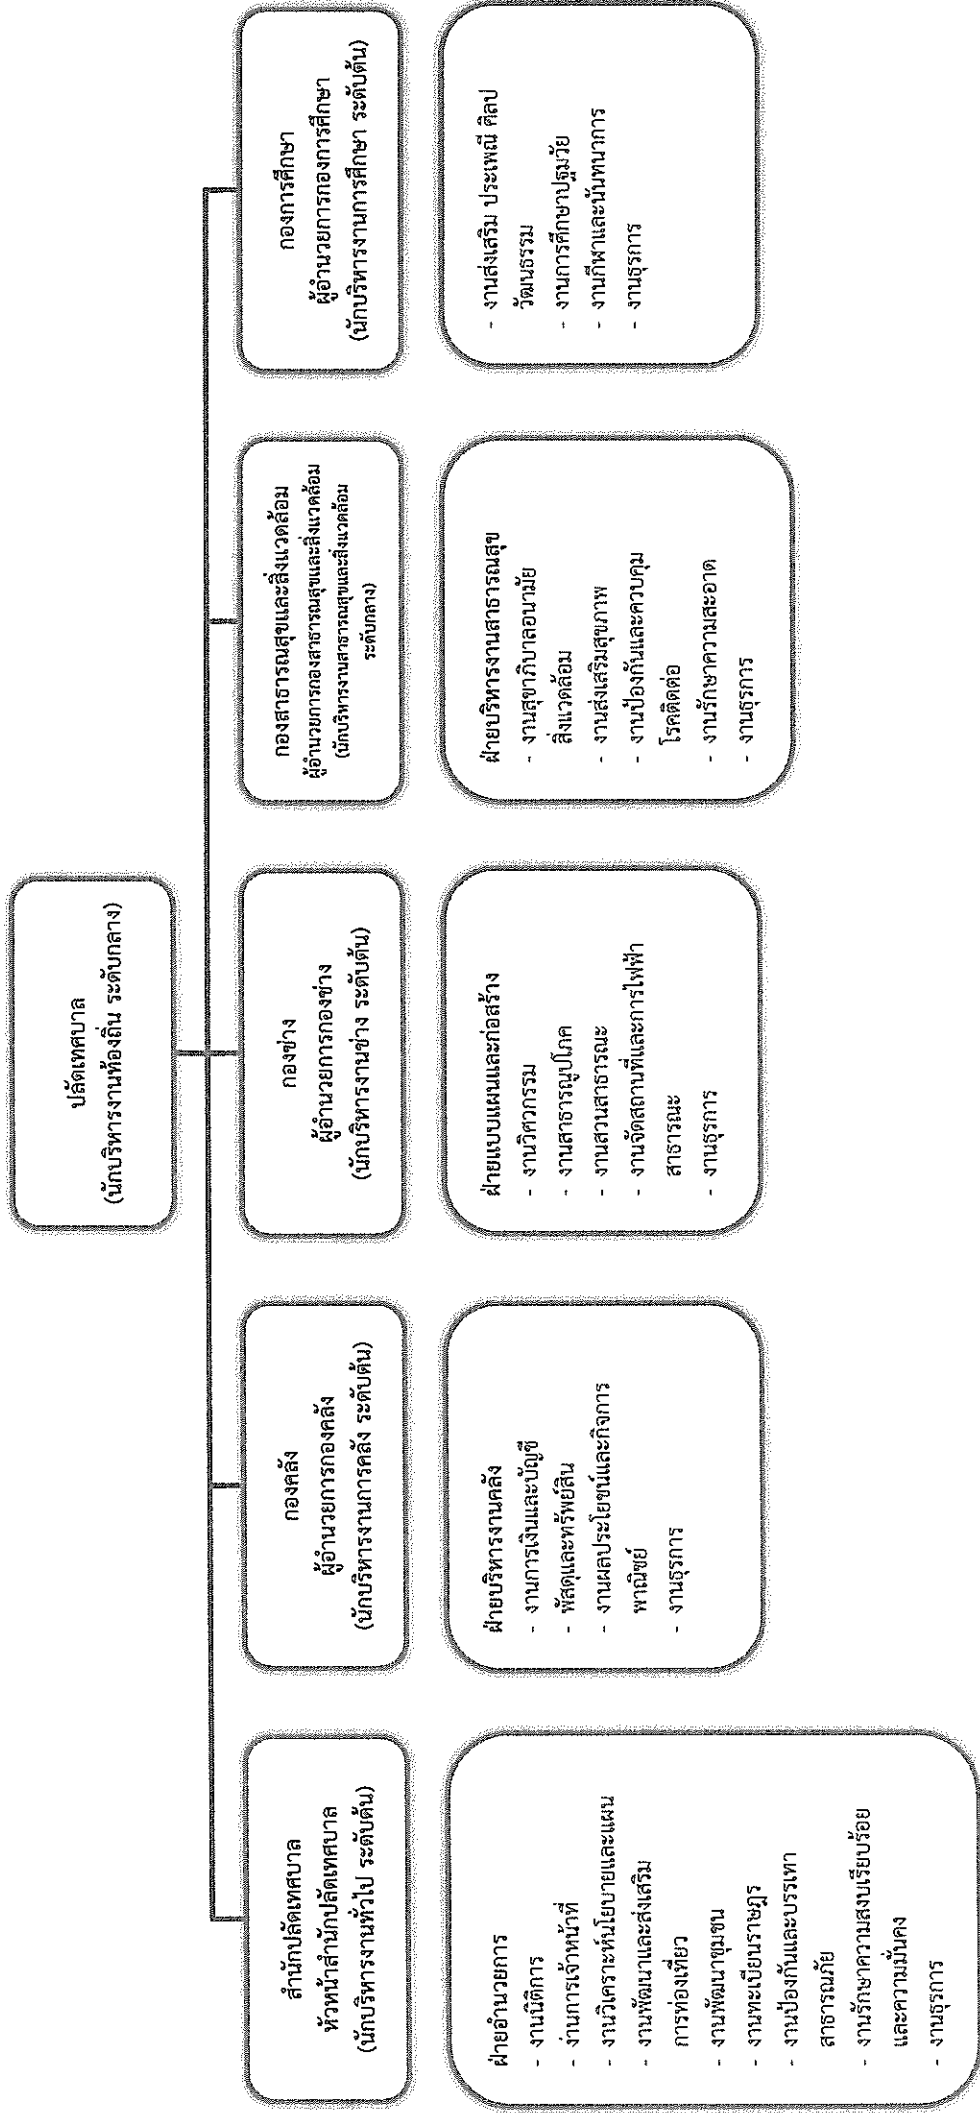 ปลัดเทศบาล
(นักบริหารงานท้องถิ่น ระดับกลาง)
สำนักปลัดเทศบาล
หัวหน้าสำนักปลัดเทศบาล
(นักบริหารงานทั่วไป ระดับต้น)
กองคลัง
ผู้อำนวยการกองคลัง
(นักบริหารงานการคลัง ระดับต้น)
กองช่าง
ผู้อำนวยการกองช่าง
(นักบริหารงานช่าง ระดับต้น)
กองสาธารณสุขและสิ่งแวดล้อม
ผู้อำนวยการกองสาธารณสุขและสิ่งแวดล้อม
(นักบริหารงานสาธารณสุขและสิ่งแวดล้อม
ระดับกลาง)
กองการศึกษา
ผู้อำนวยการกองการศึกษา
(นักบริหารงานการศึกษา ระดับต้น)
ฝ่ายอำนวยการ
- งานนิติการ
- งานการเจ้าหน้าที่
- งานวิเคราะห์นโยบายและแผน
- งานพัฒนาและส่งเสริม
การท่องเที่ยว
- งานพัฒนาชุมชน
- งานทะเบียนราษฎร
- งานป้องกันและบรรเทา
สาธารณภัย
- งานรักษาความสงบเรียบร้อย
และความมั่นคง
- งานธุรการ
ฝ่ายบริหารงานคลัง
- งานการเงินและบัญชี
- พัสดุและทรัพย์สิน
- งานผลประโยชน์และกิจการ
พาณิชย์
- งานธุรการ
ฝ่ายแบบแผนและก่อสร้าง
- งานวิศวกรรม
- งานสาธารณูปโภค
- งานสวนสาธารณะ
- งานจัดสถานที่และการไฟฟ้า
สาธารณะ
- งานธุรการ
ฝ่ายบริหารงานสาธารณสุข
- งานสุขาภิบาลอนามัย
สิ่งแวดล้อม
- งานส่งเสริมสุขภาพ
- งานป้องกันและควบคุม
โรคติดต่อ
- งานรักษาความสะอาด
- งานธุรการ
- งานส่งเสริม ประเพณี ศิลป
วัฒนธรรม
- งานการศึกษาปฐมวัย
- งานกีฬาและนันทนาการ
- งานธุรการ